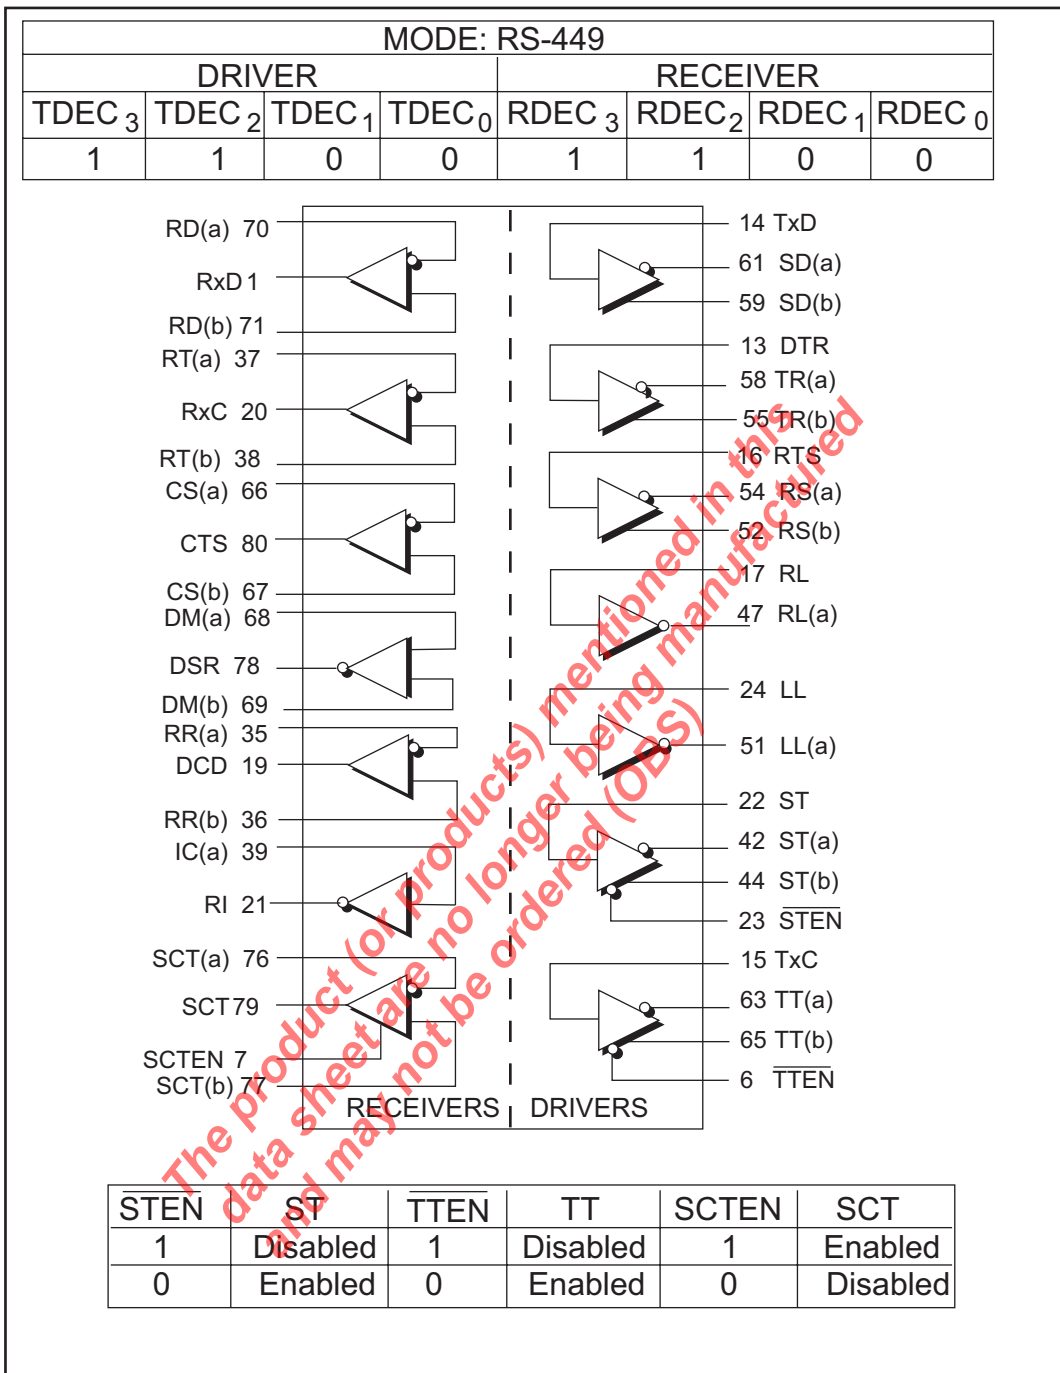 MODE: RS-449
DRIVER RECEIVER
TDEC3 TDEC2 TDEC1 TDEC0 RDEC3 RDEC2 RDEC1 RDEC0
1 1 0 0 1 1 0 0
RD(a) 70
RxD 1
RD(b) 71
RT(a) 37
RxC 20
RT(b) 38
CS(a) 66
CTS 80
CS(b) 67
DM(a) 68
DSR 78
DM(b) 69
RR(a) 35
DCD 19
RR(b) 36
IC(a) 39
RI 21
SCT(a) 76
SCT 79
SCTEN 7
SCT(b) 77
14 TxD
61 SD(a)
59 SD(b)
13 DTR
58 TR(a)
55 TR(b)
16 RTS
54 RS(a)
52 RS(b)
17 RL
47 RL(a)
24 LL
51 LL(a)
22 ST
42 ST(a)
44 ST(b)
23 S̅T̅E̅N̅
15 TxC
63 TT(a)
65 TT(b)
6 T̅T̅E̅N̅
RECEIVERS DRIVERS
The product (or products) mentioned in this
data sheet are no longer being manufactured
and may not be ordered (OBS)
S̅T̅E̅N̅ ST T̅T̅E̅N̅ TT SCTEN SCT
1 Disabled 1 Disabled 1 Enabled
0 Enabled 0 Enabled 0 Disabled